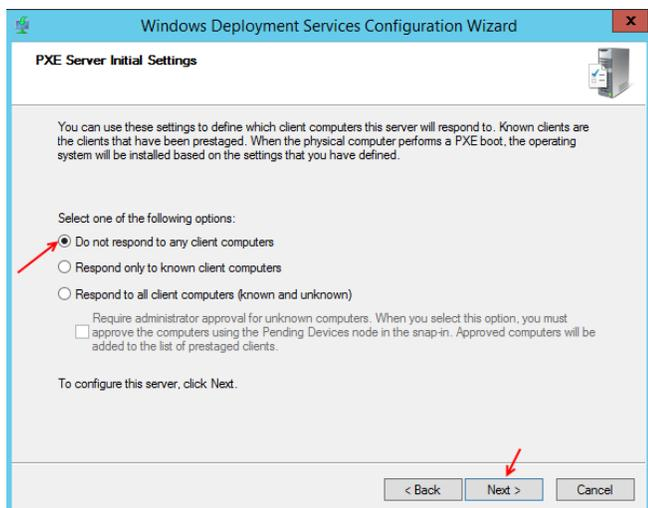 Windows Deployment Services Configuration Wizard
x
PXE Server Initial Settings
You can use these settings to define which client computers this server will respond to. Known clients are
the clients that have been prestaged. When the physical computer performs a PXE boot, the operating
system will be installed based on the settings that you have defined.
Select one of the following options:
Do not respond to any client computers
Respond only to known client computers
Respond to all client computers (known and unknown)
Require administrator approval for unknown computers. When you select this option, you must
approve the computers using the Pending Devices node in the snap-in. Approved computers will be
added to the list of prestaged clients.
To configure this server, click Next.
< Back Next > Cancel